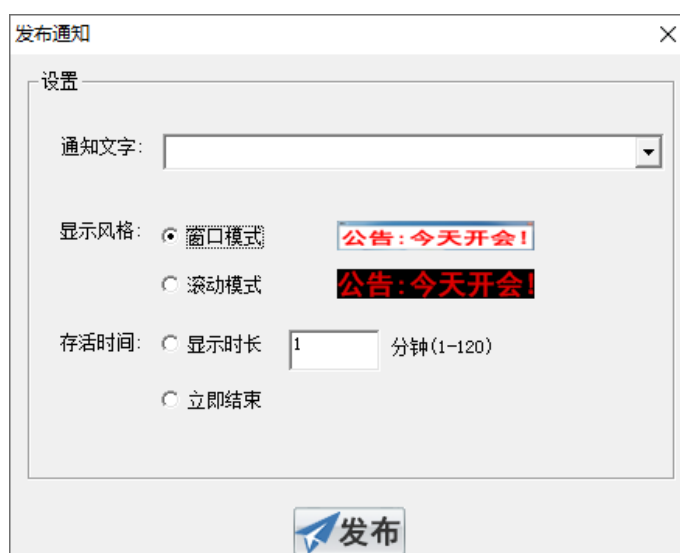 发布通知
设置
通知文字:
显示风格: 窗口模式 公告:今天开会!
滚动模式 公告:今天开会!
存活时间: 显示时长 1 分钟(1-120)
立即结束
发布